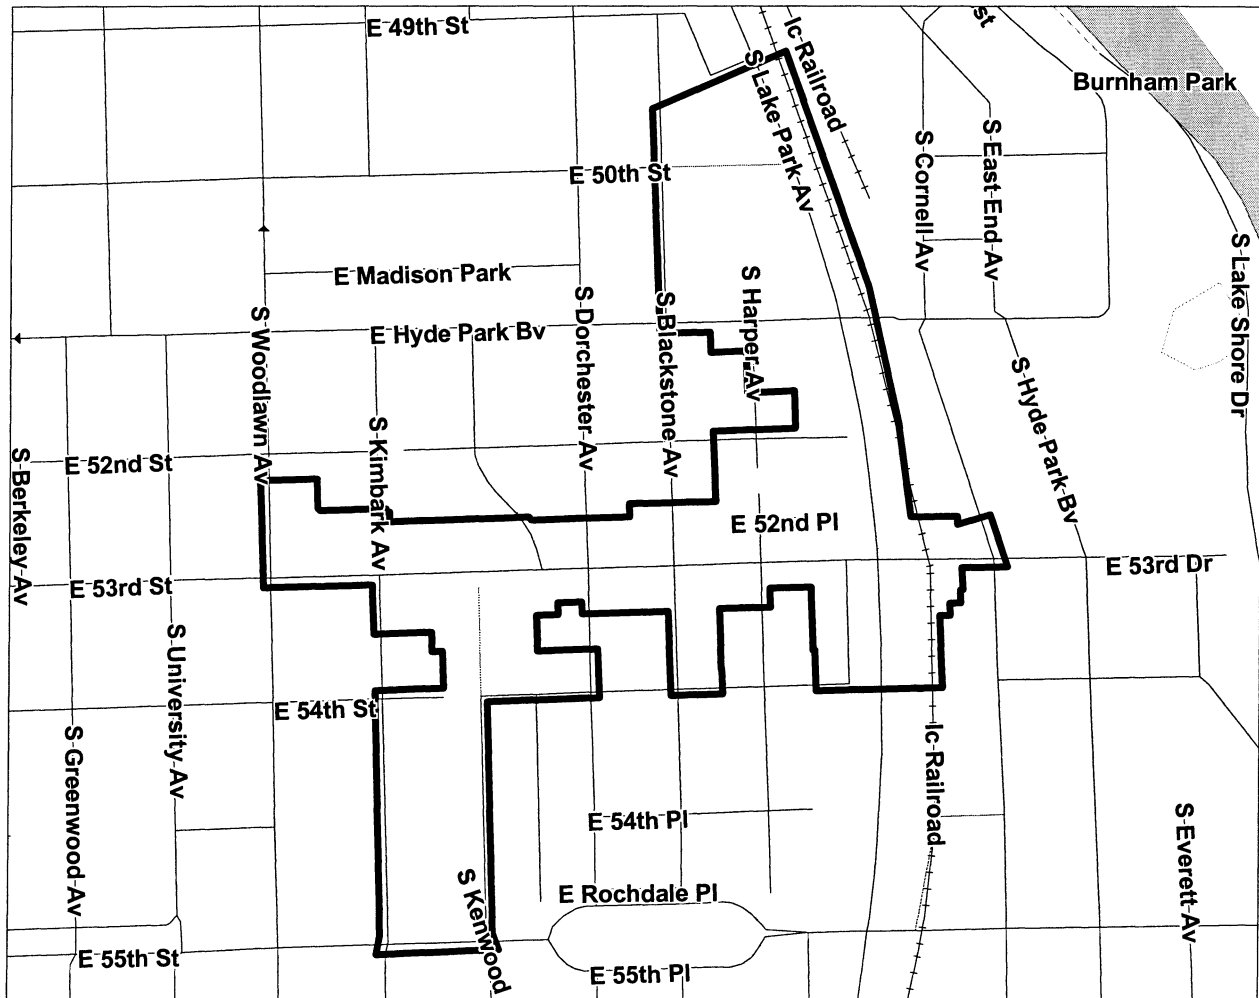 E 49th St
st
Ic-Railroad
S Lake-Park-Av
Burnham Park
S-Cornell-Av
S-East-End-Av
E 50th St
S-Lake-Shore-Dr
E Madison Park
S Harper-Av
S-Woodlawn Av
S-Dorchester-Av
S-Blackstone-Av
E Hyde Park Bv
S-Hyde-Park-Bv
S-Kimbark Av
S-Berkeley-Av
E 52nd St
E 52nd Pl
E 53rd St
E 53rd Dr
S-University-Av
E 54th St
S-Greenwood-Av
Ic-Railroad
E 54th Pl
S-Everett-Av
S Kenwood
E Rochdale Pl
E 55th St
E 55th Pl